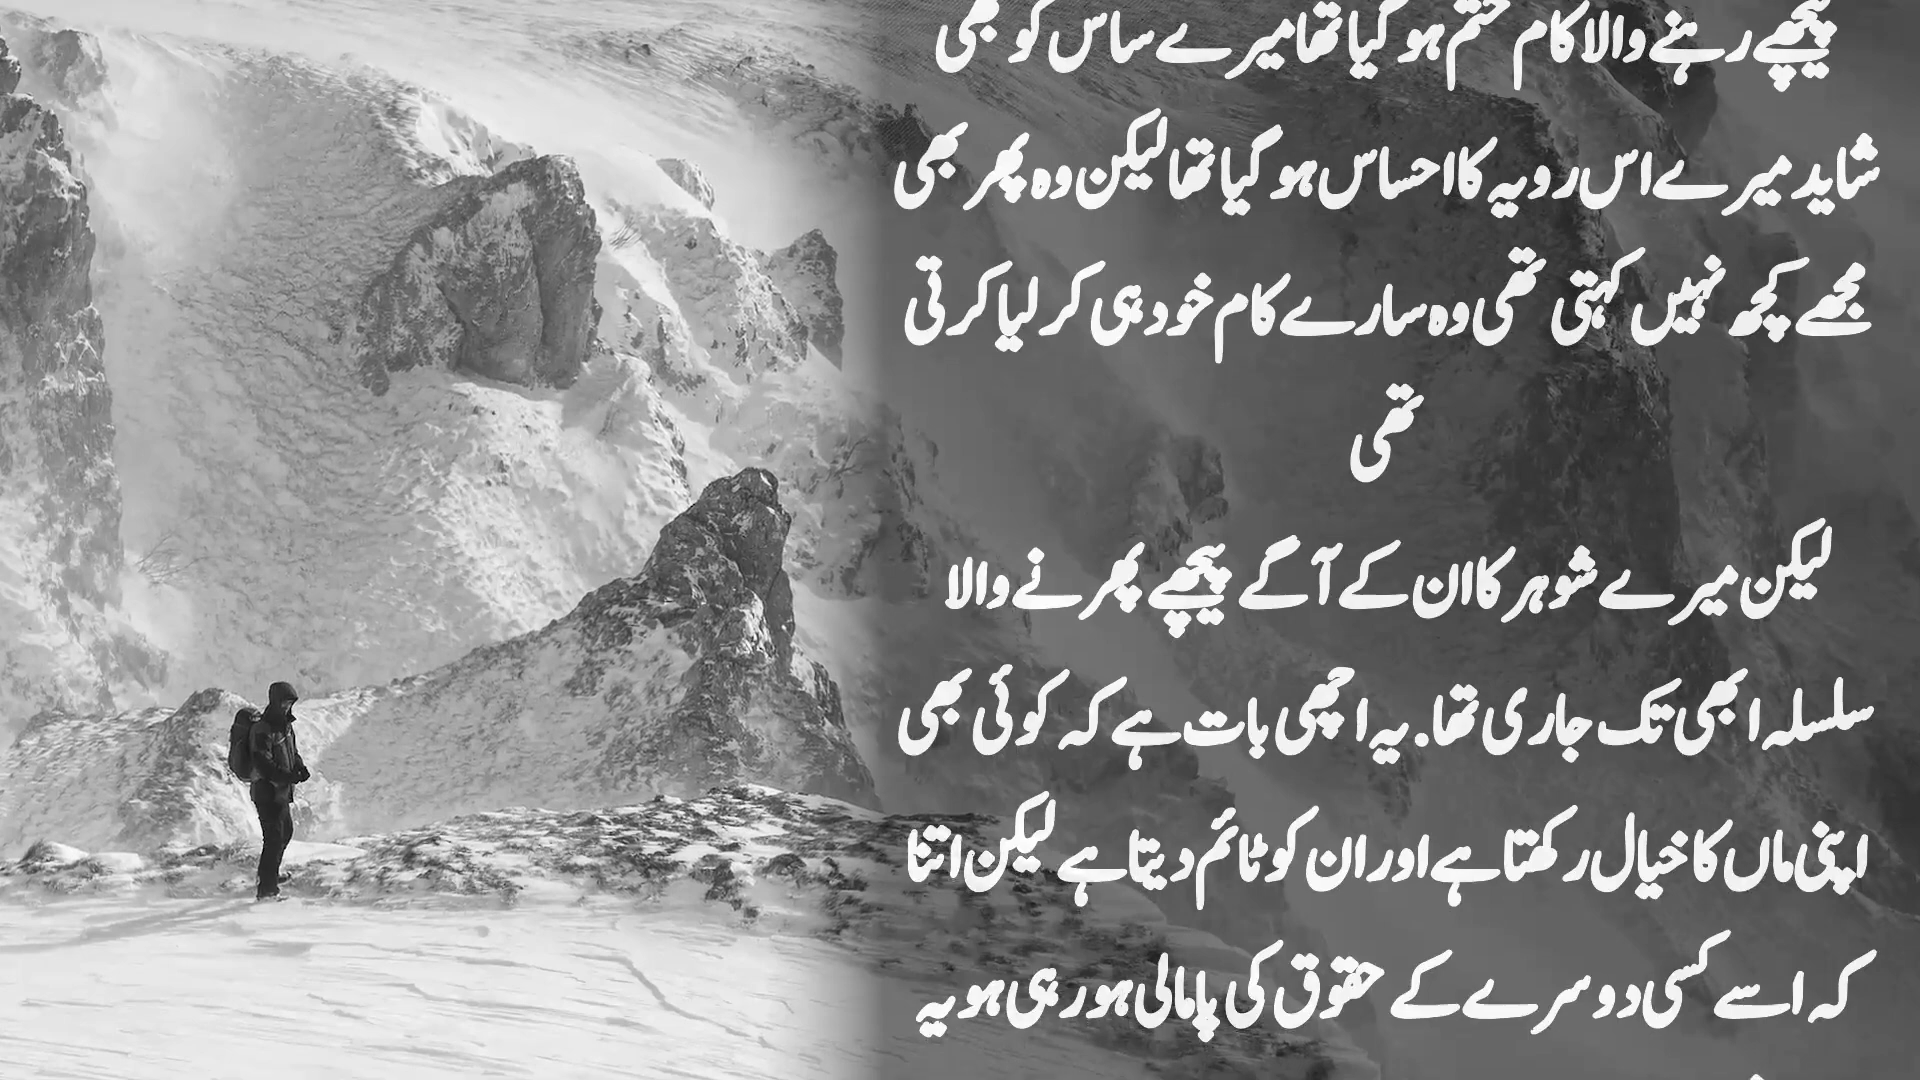 پیچھے رہنے والا کام ختم ہو گیا تھا میرے ساس کو بھی
شاید میرے اس رویہ کا احساس ہو گیا تھا لیکن وہ پھر بھی
مجھے کچھ نہیں کہتی تھی وہ سارے کام خود ہی کر لیا کرتی
تھی
لیکن میرے شوہر کا ان کے آگے پیچھے پھرنے والا
سلسلہ ابھی تک جاری تھا. یہ اچھی بات ہے کہ کوئی بھی
اپنی ماں کا خیال رکھتا ہے اور ان کو ٹائم دیتا ہے لیکن اتنا
کہ اسے کسی دوسرے کے حقوق کی پامالی ہو رہی ہو یہ